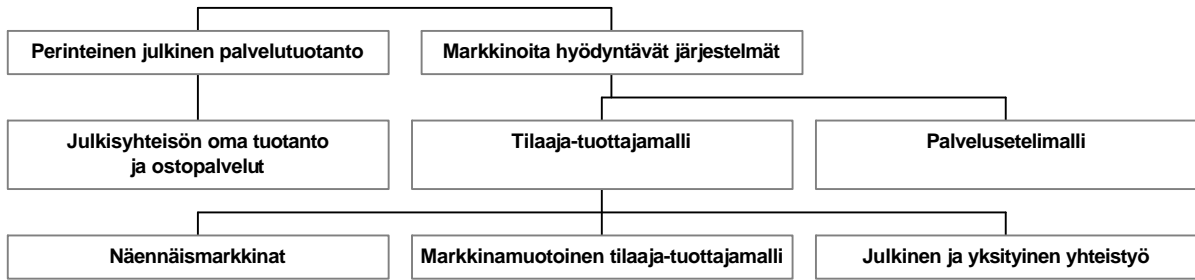 Perinteinen julkinen palvelutuotanto
Markkinoita hyödyntävät järjestelmät
Julkisyhteisön oma tuotanto
ja ostopalvelut
Tilaaja-tuottajamalli
Palvelusetelimalli
Näennäismarkkinat
Markkinamuotoinen tilaaja-tuottajamalli
Julkinen ja yksityinen yhteistyö